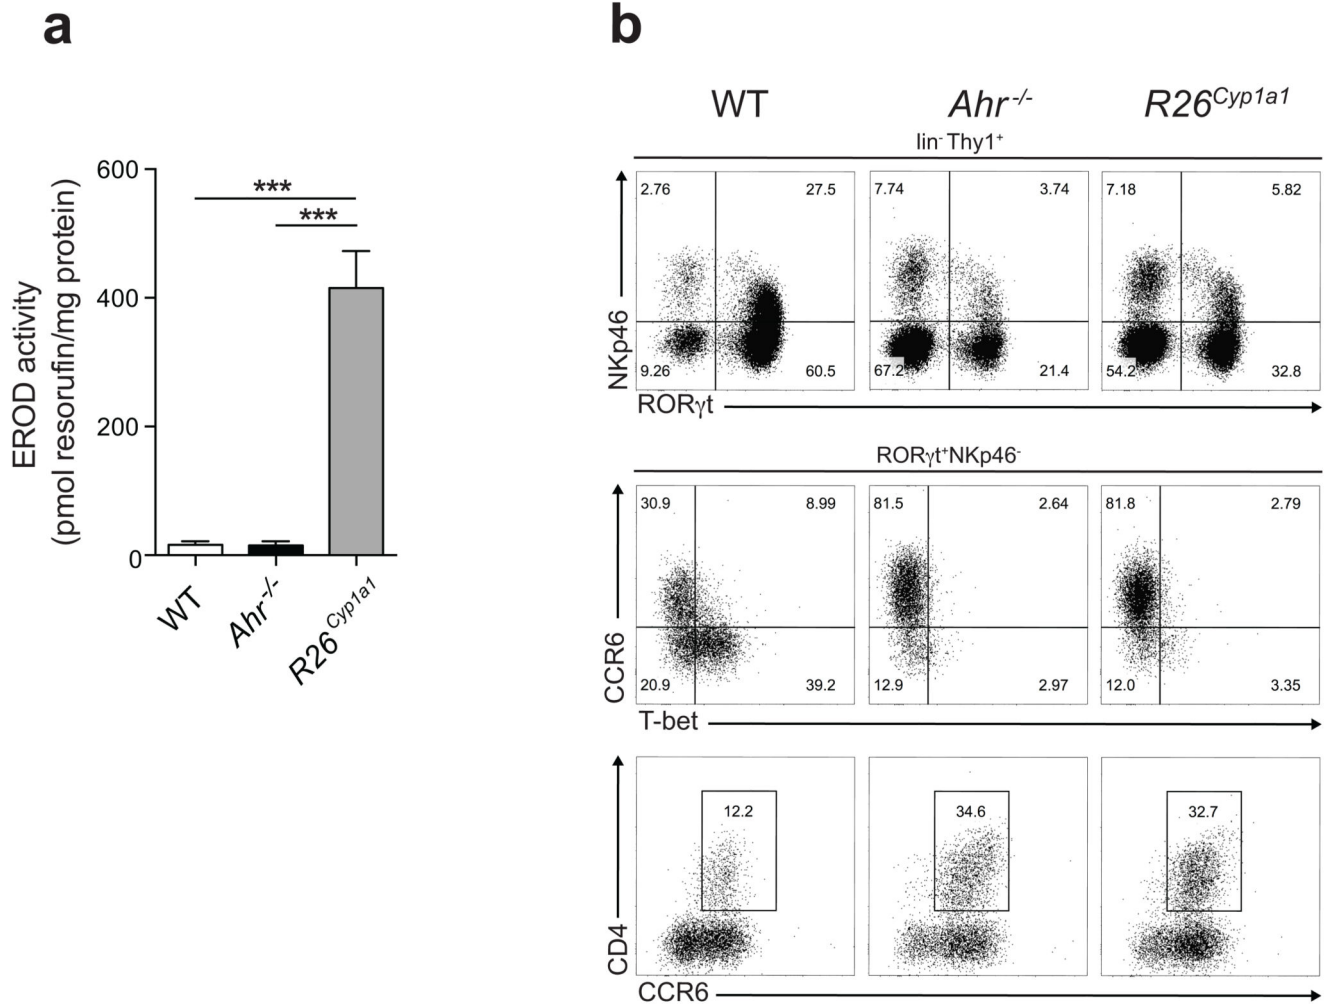 a
b
WT
Ahr-/-
R26Cyp1a1
lin- Thy1+
600
400
200
0
EROD activity
(pmol resorufin/mg protein)
***
***
WT
Ahr-/-
R26Cyp1a1
2.76
27.5
9.26
60.5
7.74
3.74
67.2
21.4
7.18
5.82
54.2
32.8
NKp46
RORγt
RORγt+NKp46-
30.9
8.99
20.9
39.2
81.5
2.64
12.9
2.97
81.8
2.79
12.0
3.35
CCR6
T-bet
12.2
34.6
32.7
CD4
CCR6